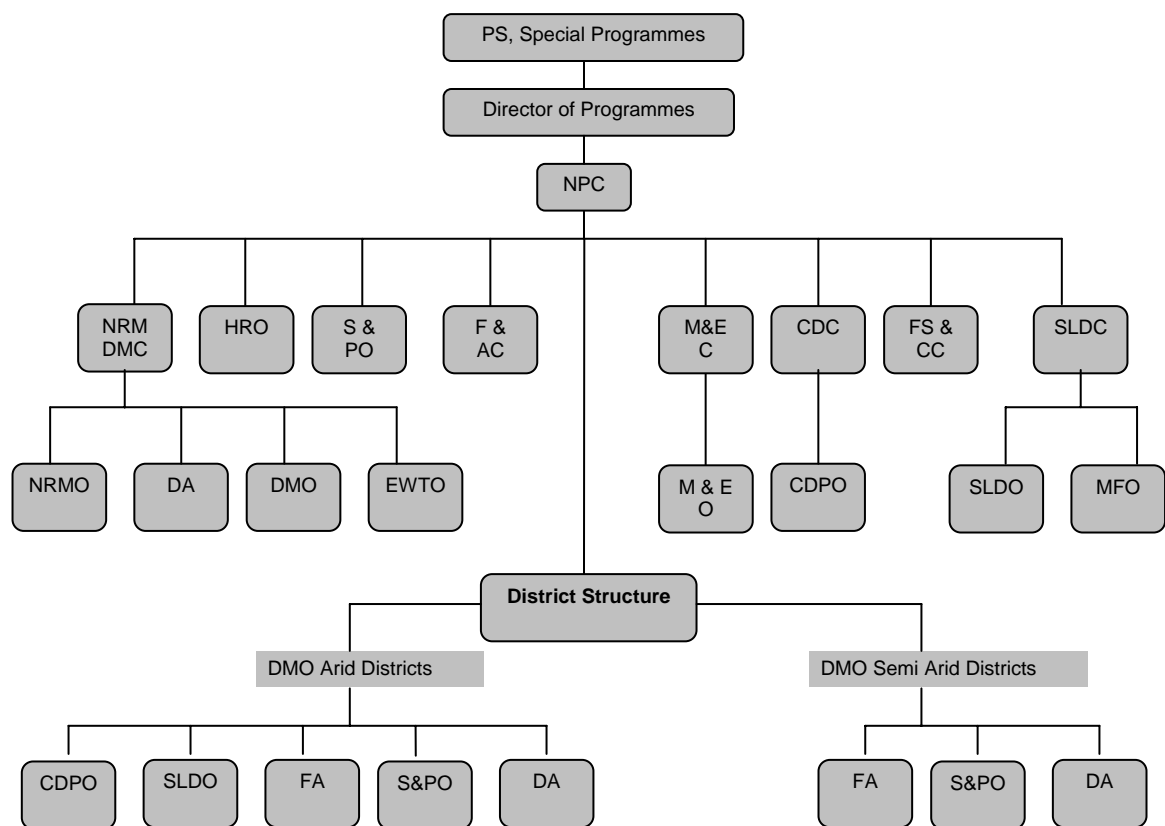 PS, Special Programmes
Director of Programmes
NPC
NRM
DMC
HRO
S &
PO
F &
AC
M&E
C
CDC
FS &
CC
SLDC
NRMO
DA
DMO
EWTO
M & E
O
CDPO
SLDO
MFO
District Structure
DMO Arid Districts
DMO Semi Arid Districts
CDPO
SLDO
FA
S&PO
DA
FA
S&PO
DA